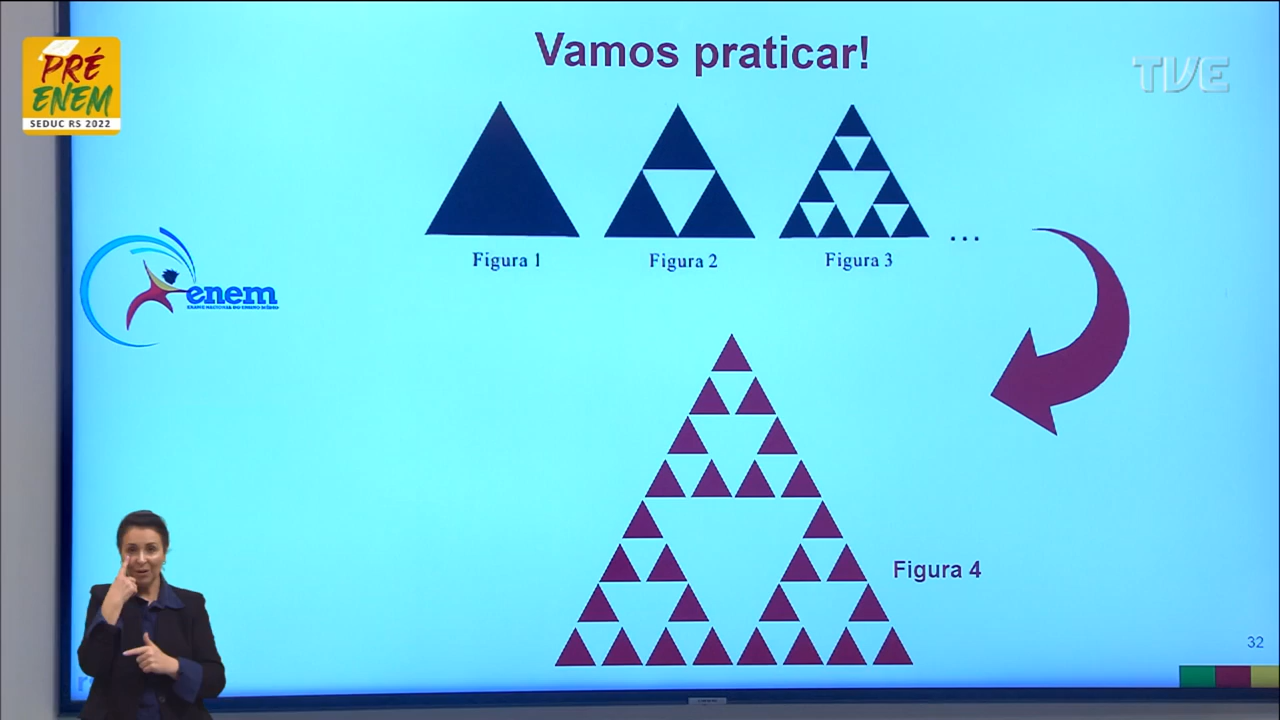 PRÉ
ENEM
SEDUC RS 2022
Vamos praticar!
TVE
Figura 1
Figura 2
Figura 3
...
enem
EXAME NACIONAL DO ENSINO MÉDIO
Figura 4
32